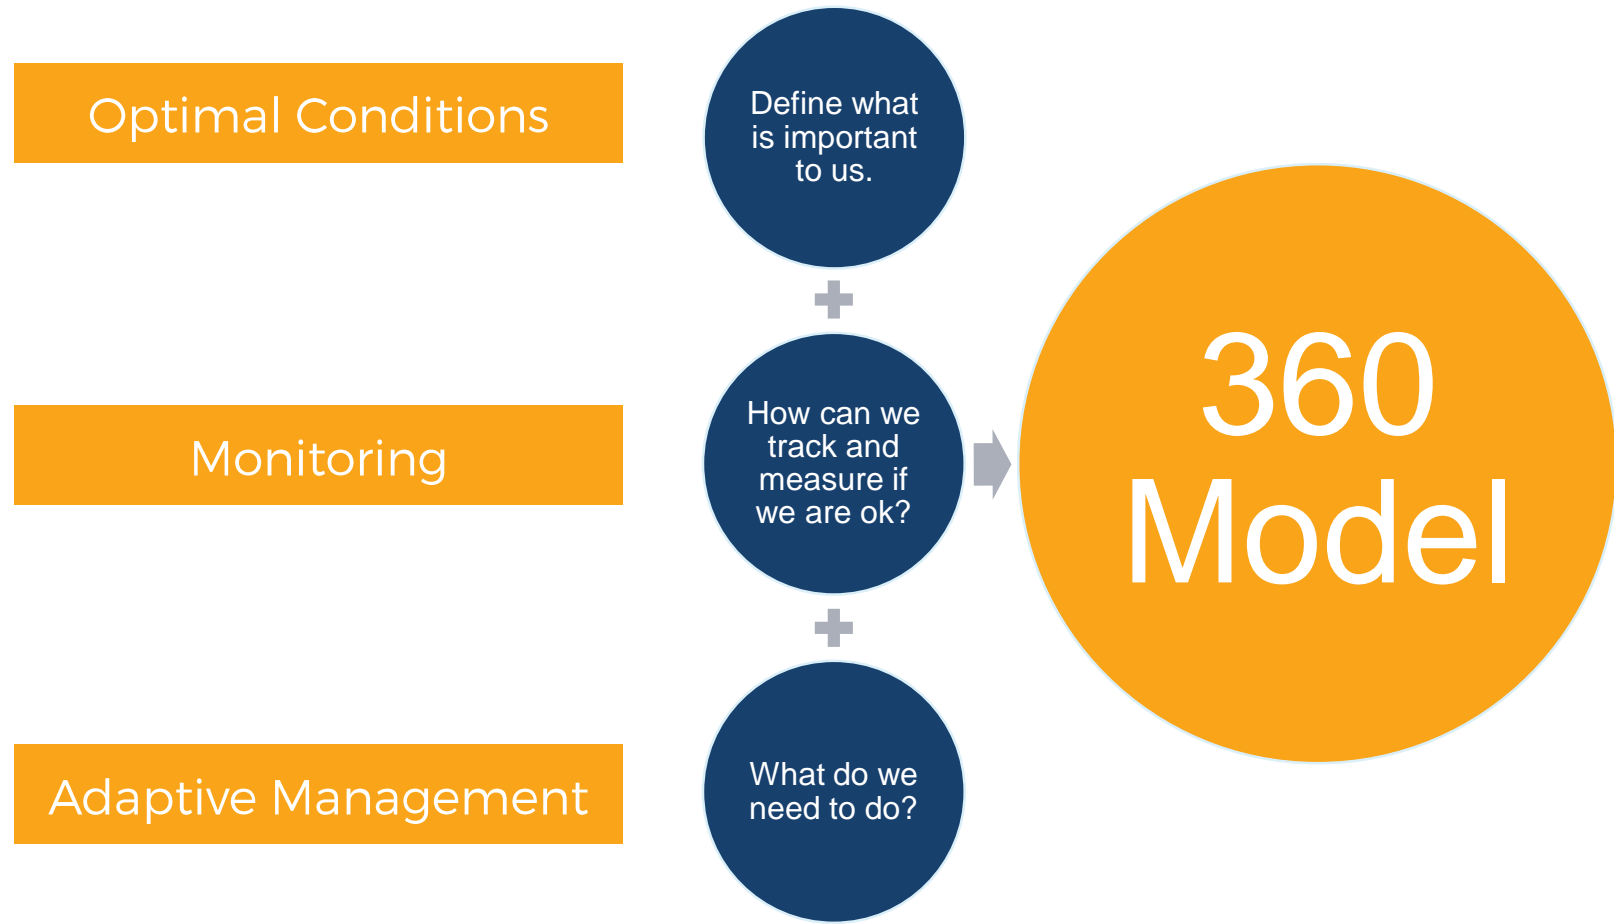 Optimal Conditions
Define what
is important
to us.
Monitoring
How can we
track and
measure if
we are ok?
Adaptive Management
What do we
need to do?
360
Model